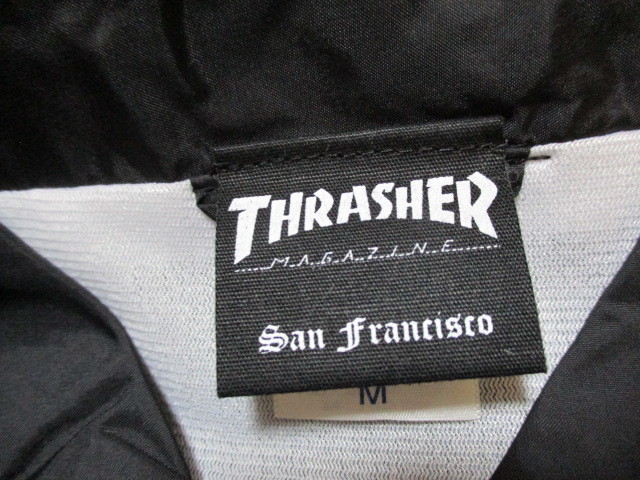 THRASHER
MAGAZINE
San Francisco
M